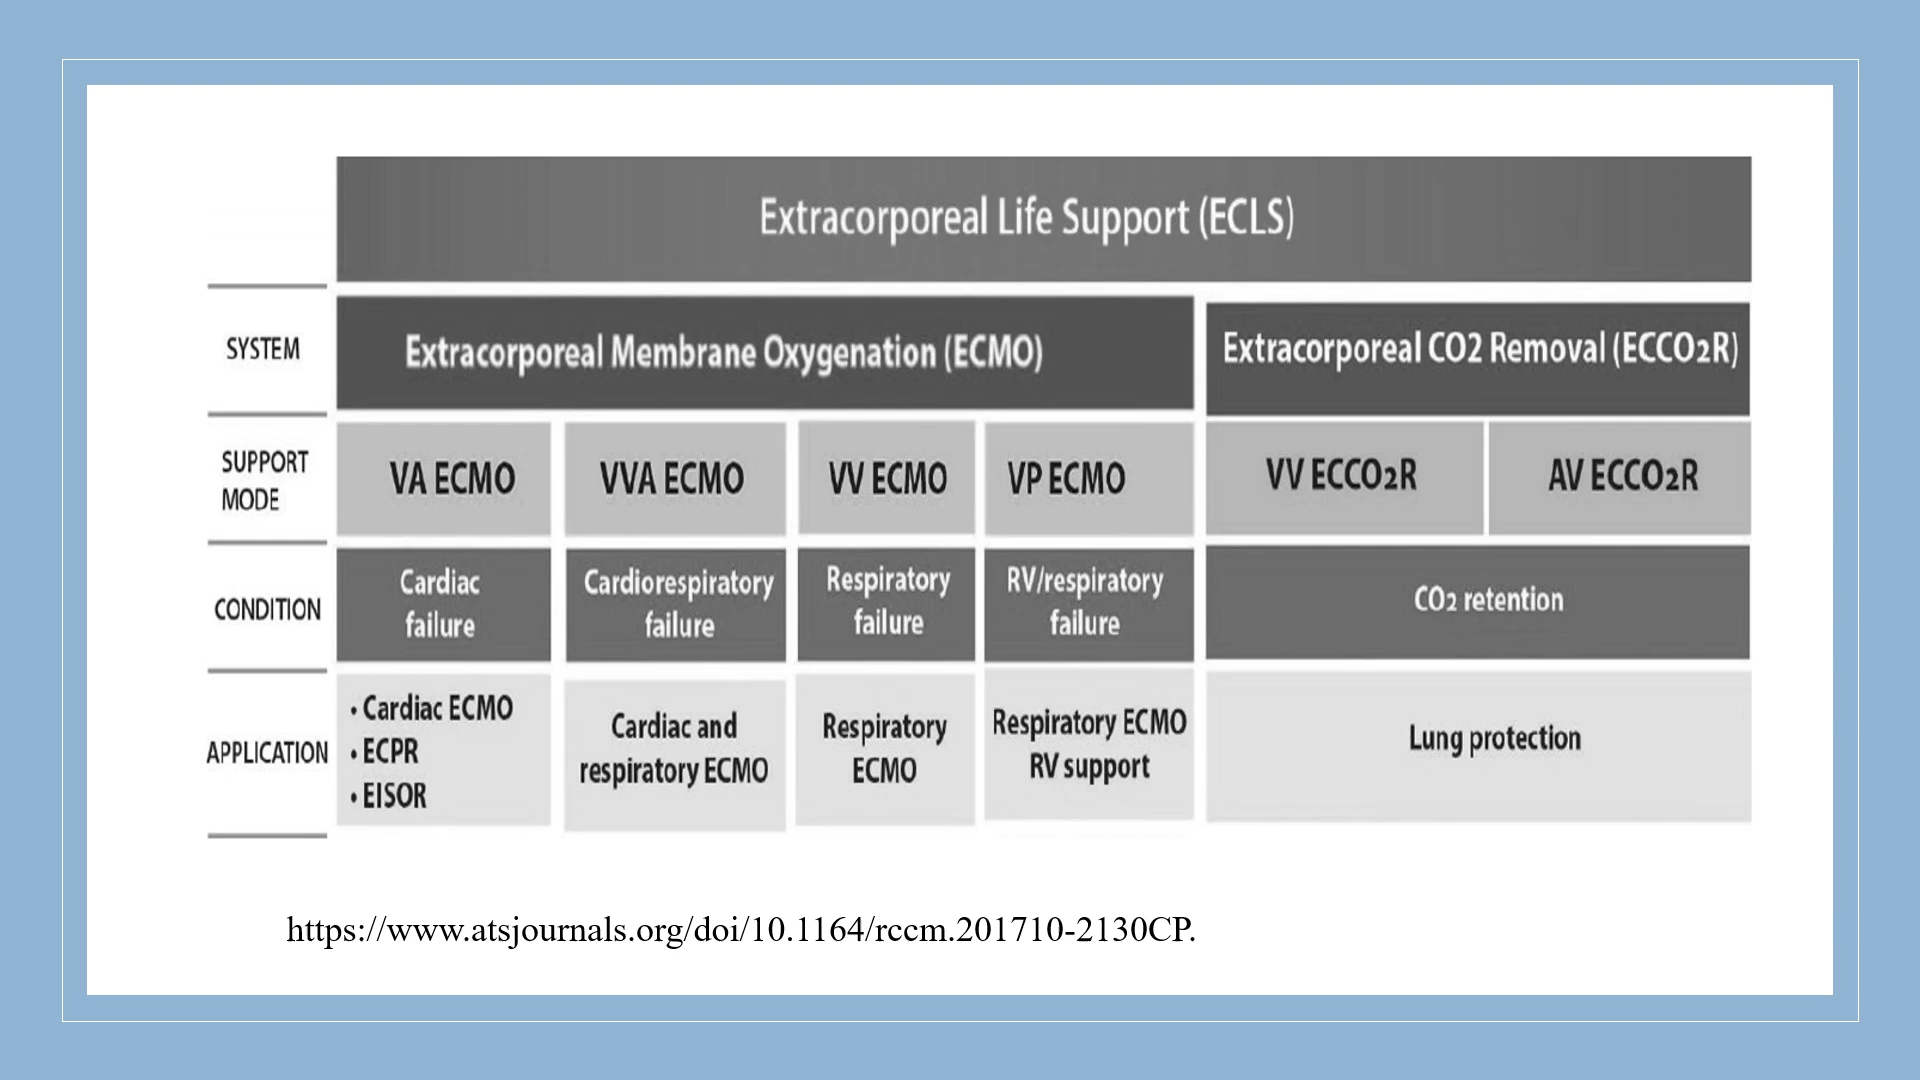 Extracorporeal Life Support (ECLS)
SYSTEM
Extracorporeal Membrane Oxygenation (ECMO)
Extracorporeal CO2 Removal (ECCO2R)
SUPPORT
MODE
VA ECMO
VVA ECMO
VV ECMO
VP ECMO
VV ECCO2R
AV ECCO2R
CONDITION
Cardiac
failure
Cardiorespiratory
failure
Respiratory
failure
RV/respiratory
failure
CO2 retention
APPLICATION
• Cardiac ECMO
• ECPR
• EISOR
Cardiac and
respiratory ECMO
Respiratory
ECMO
Respiratory ECMO
RV support
Lung protection
https://www.atsjournals.org/doi/10.1164/rccm.201710-2130CP.